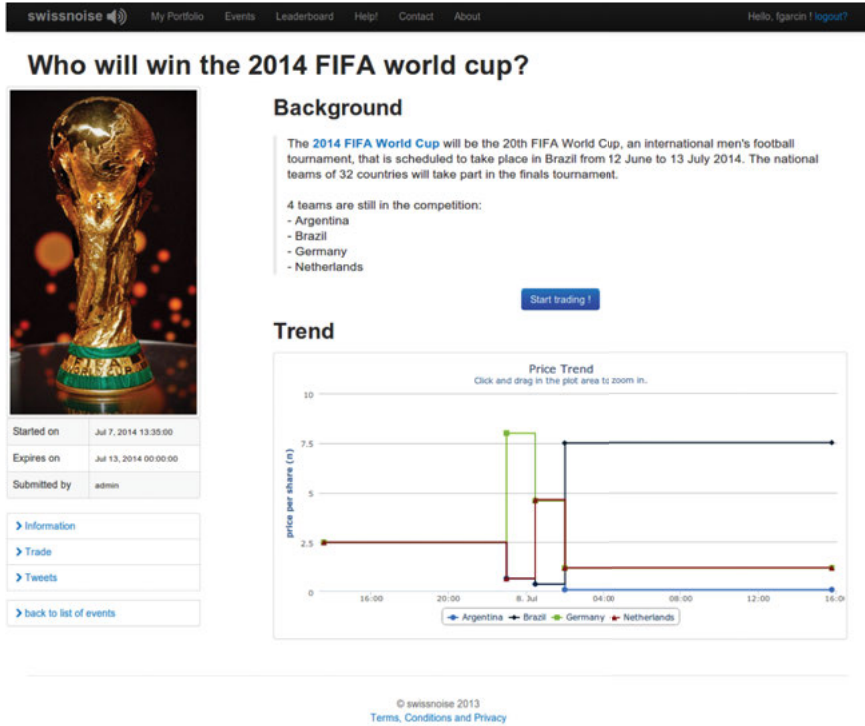 swissnoise My Portfolio Events Leaderboard Help! Contact About Hello, fgarcin ! logout?
Who will win the 2014 FIFA world cup?
FIFA
WORLD CUP
Started on Jul 7, 2014 13:35:00
Expires on Jul 13, 2014 00:00:00
Submitted by admin
Information
Trade
Tweets
back to list of events
Background
The 2014 FIFA World Cup will be the 20th FIFA World Cup, an international men's football
tournament, that is scheduled to take place in Brazil from 12 June to 13 July 2014. The national
teams of 32 countries will take part in the finals tournament.
4 teams are still in the competition:
- Argentina
- Brazil
- Germany
- Netherlands
Start trading !
Trend
Price Trend
Click and drag in the plot area to zoom in.
price per share (n)
10
7.5
5
2.5
0
16:00 20:00 8. Jul 04:00 08:00 12:00 16:0
Argentina Brazil Germany Netherlands
© swissnoise 2013
Terms, Conditions and Privacy